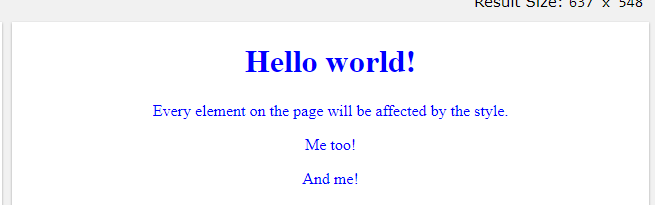 Result Size: 637 x 548
Hello world!
Every element on the page will be affected by the style.
Me too!
And me!